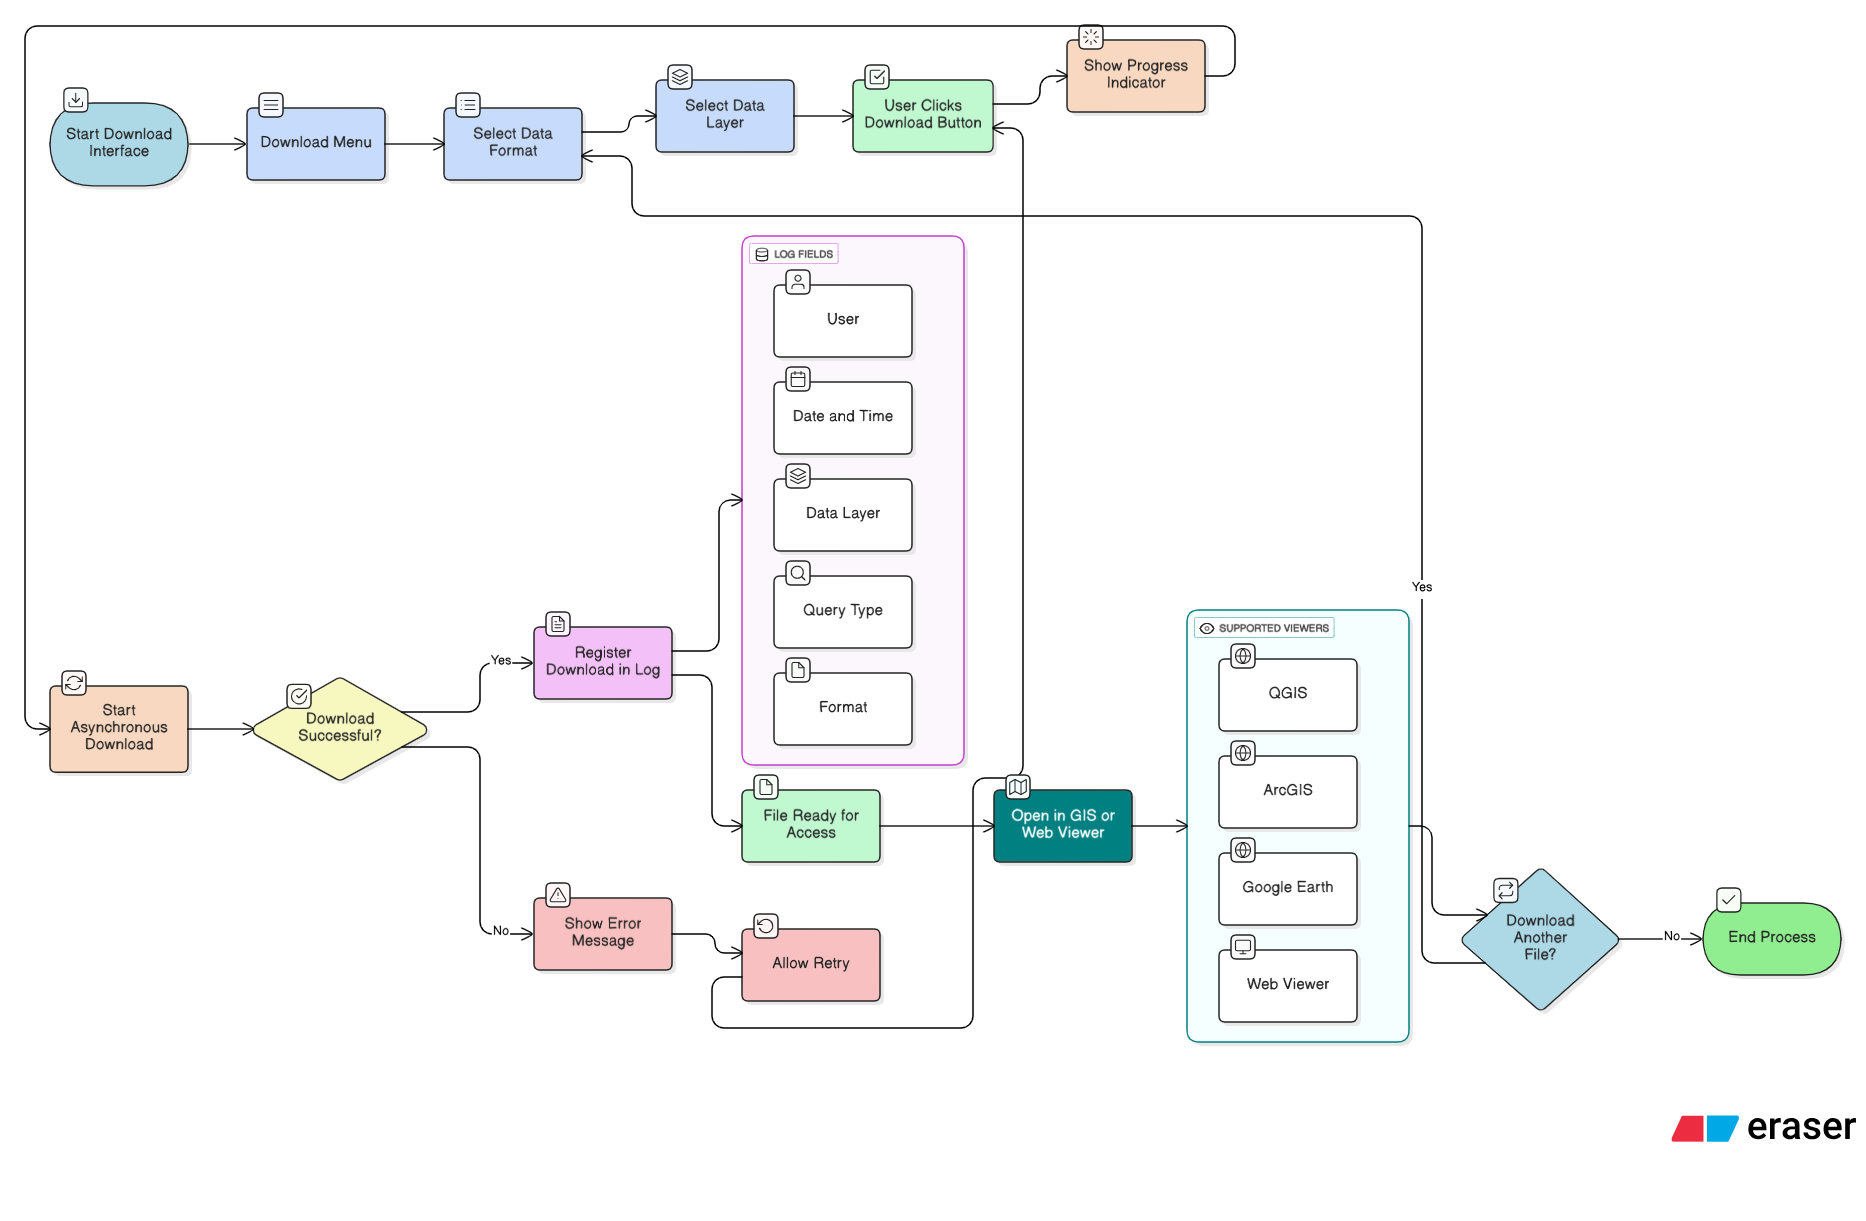 Start Download
Interface
Download Menu
Select Data
Format
Select Data
Layer
User Clicks
Download Button
Show Progress
Indicator
LOG FIELDS
User
Date and Time
Data Layer
Query Type
Format
Yes
Start
Asynchronous
Download
Download
Successful?
Yes
Register
Download in Log
No
Show Error
Message
File Ready for
Access
Allow Retry
Open in GIS or
Web Viewer
SUPPORTED VIEWERS
QGIS
ArcGIS
Google Earth
Web Viewer
Download
Another
File?
No
End Process
eraser